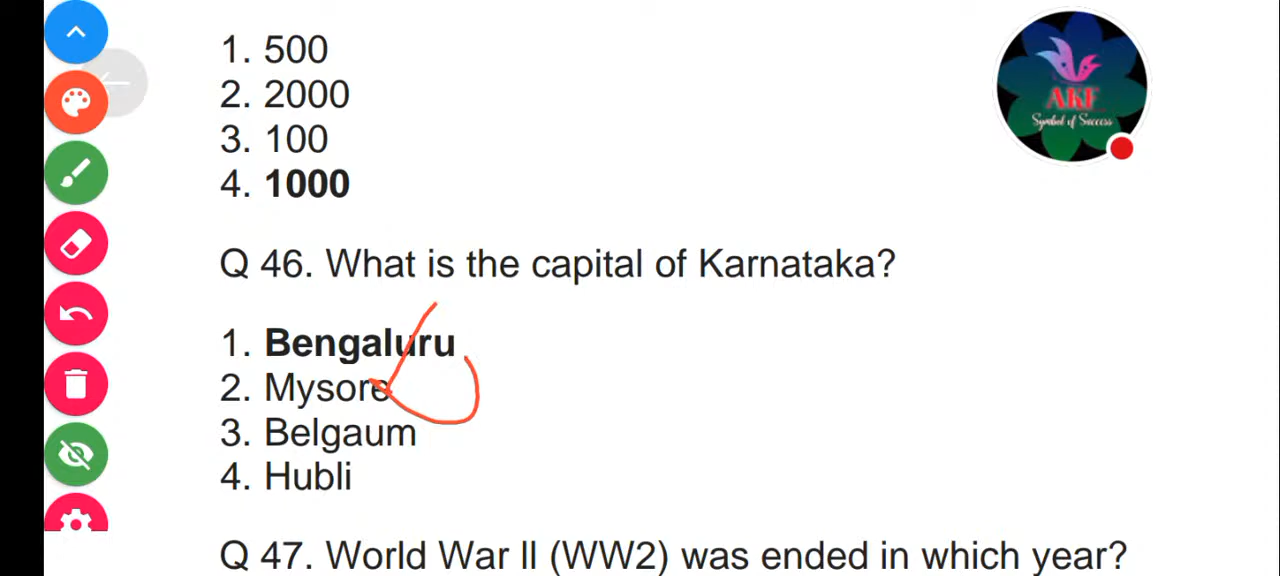 1. 500
2. 2000
3. 100
4. 1000
AKF
Symbol of Success
Q 46. What is the capital of Karnataka?
1. Bengaluru
2. Mysore
3. Belgaum
4. Hubli
Q 47. World War II (WW2) was ended in which year?